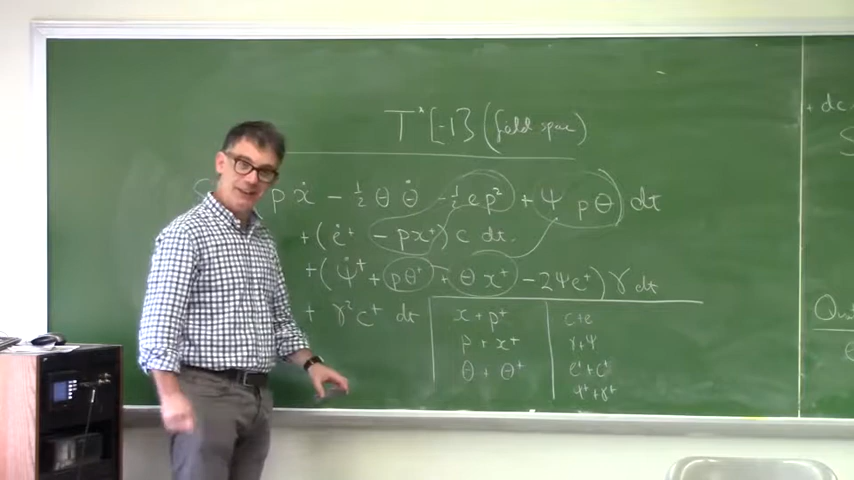 T*[-1](field space)
p ẋ - ½ θ θ̇ - ½ e p² + Ψ p θ) dt
+ (ė⁺ - p x⁺) c dt.
+ (Ψ̇⁺ + p θ⁺ + θ x⁺ - 2Ψ e⁺) γ dt
+ γ² c⁺ dt
x + p⁺
p + x⁺
θ + θ⁺
c + e
γ + Ψ
e⁺ + c⁺
Ψ⁺ + γ⁺
+ dc